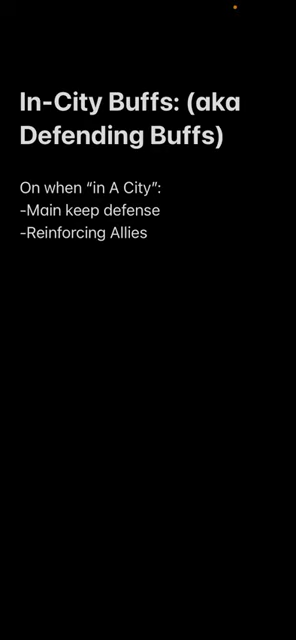 In-City Buffs: (aka
Defending Buffs)
On when “in A City”:
-Main keep defense
-Reinforcing Allies